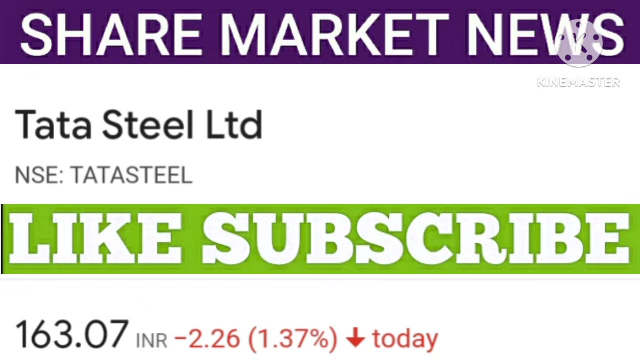 SHARE MARKET NEWS
KINEMASTER
Tata Steel Ltd
NSE: TATASTEEL
LIKE SUBSCRIBE
163.07 INR −2.26 (1.37%) ↓ today